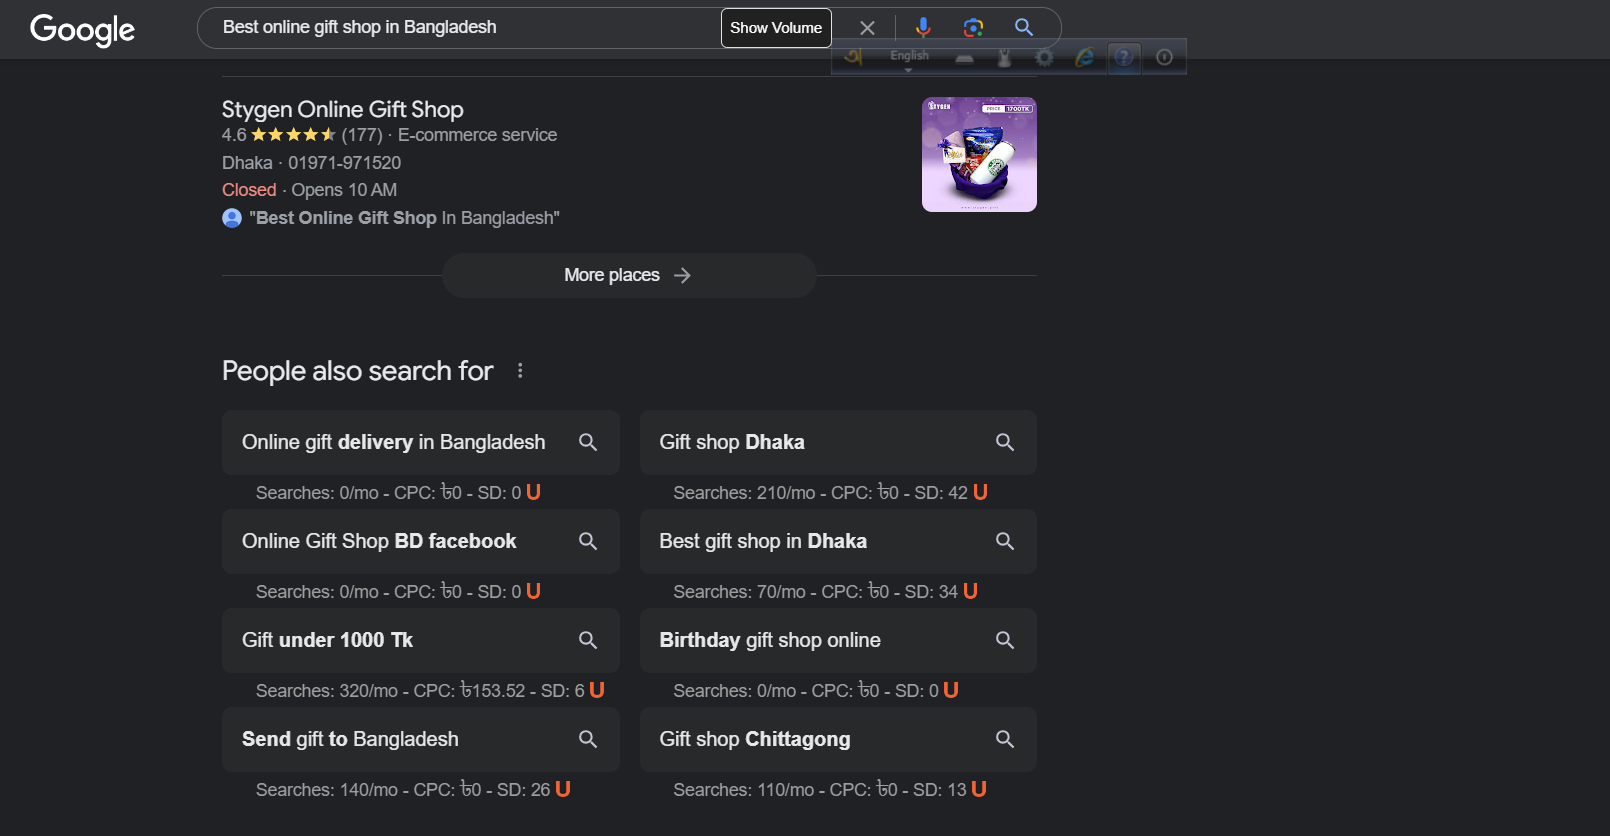 Google
Best online gift shop in Bangladesh
Show Volume
English
Stygen Online Gift Shop
4.6 (177) · E-commerce service
Dhaka · 01971-971520
Closed · Opens 10 AM
"Best Online Gift Shop In Bangladesh"
STYGEN
PRICE 1700TK
More places
People also search for
Online gift delivery in Bangladesh
Searches: 0/mo - CPC: ৳0 - SD: 0
Gift shop Dhaka
Searches: 210/mo - CPC: ৳0 - SD: 42
Online Gift Shop BD facebook
Searches: 0/mo - CPC: ৳0 - SD: 0
Best gift shop in Dhaka
Searches: 70/mo - CPC: ৳0 - SD: 34
Gift under 1000 Tk
Searches: 320/mo - CPC: ৳153.52 - SD: 6
Birthday gift shop online
Searches: 0/mo - CPC: ৳0 - SD: 0
Send gift to Bangladesh
Searches: 140/mo - CPC: ৳0 - SD: 26
Gift shop Chittagong
Searches: 110/mo - CPC: ৳0 - SD: 13